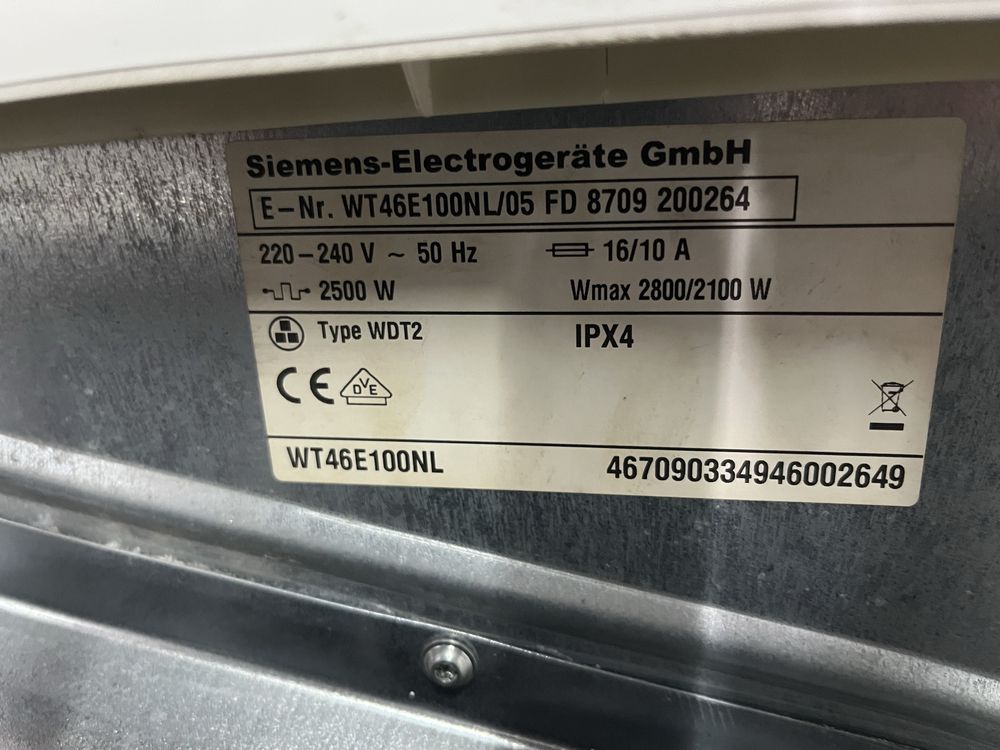 Siemens-Electrogeräte GmbH
E-Nr. WT46E100NL/05 FD 8709 200264
220-240 V ~ 50 Hz 16/10 A
2500 W Wmax 2800/2100 W
Type WDT2 IPX4
CE DVE
WT46E100NL 467090334946002649